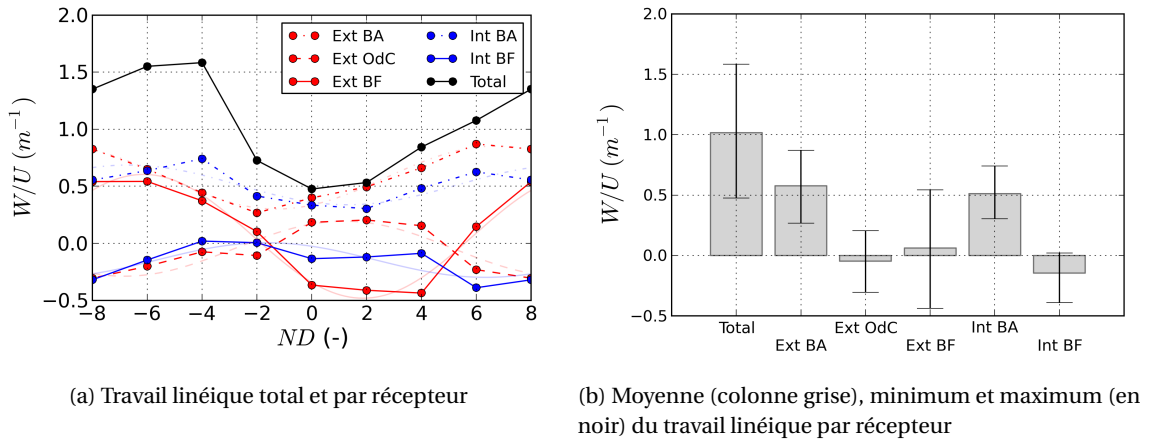 2.0
1.5
1.0
0.5
0.0
−0.5
W/U (m⁻¹)
Ext BA
Ext OdC
Ext BF
Int BA
Int BF
Total
−8 −6 −4 −2 0 2 4 6 8
ND (-)
2.0
1.5
1.0
0.5
0.0
−0.5
W/U (m⁻¹)
Total Ext OdC Int BA
Ext BA Ext BF Int BF
(a) Travail linéique total et par récepteur
(b) Moyenne (colonne grise), minimum et maximum (en
noir) du travail linéique par récepteur